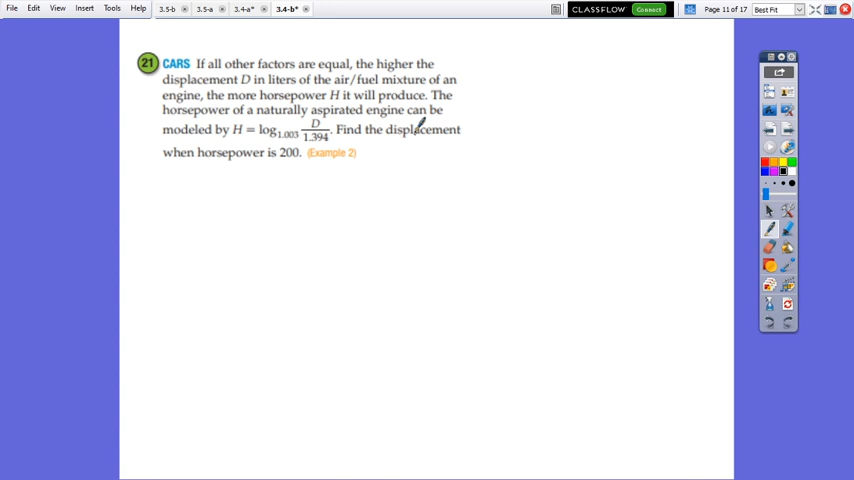 File Edit View Insert Tools Help
3.5-b
3.5-a
3.4-a*
3.4-b*
CLASSFLOW
Connect
Page 11 of 17
Best Fit
21 CARS If all other factors are equal, the higher the
displacement D in liters of the air/fuel mixture of an
engine, the more horsepower H it will produce. The
horsepower of a naturally aspirated engine can be
modeled by H = log1.003 D/1.394. Find the displacement
when horsepower is 200. (Example 2)